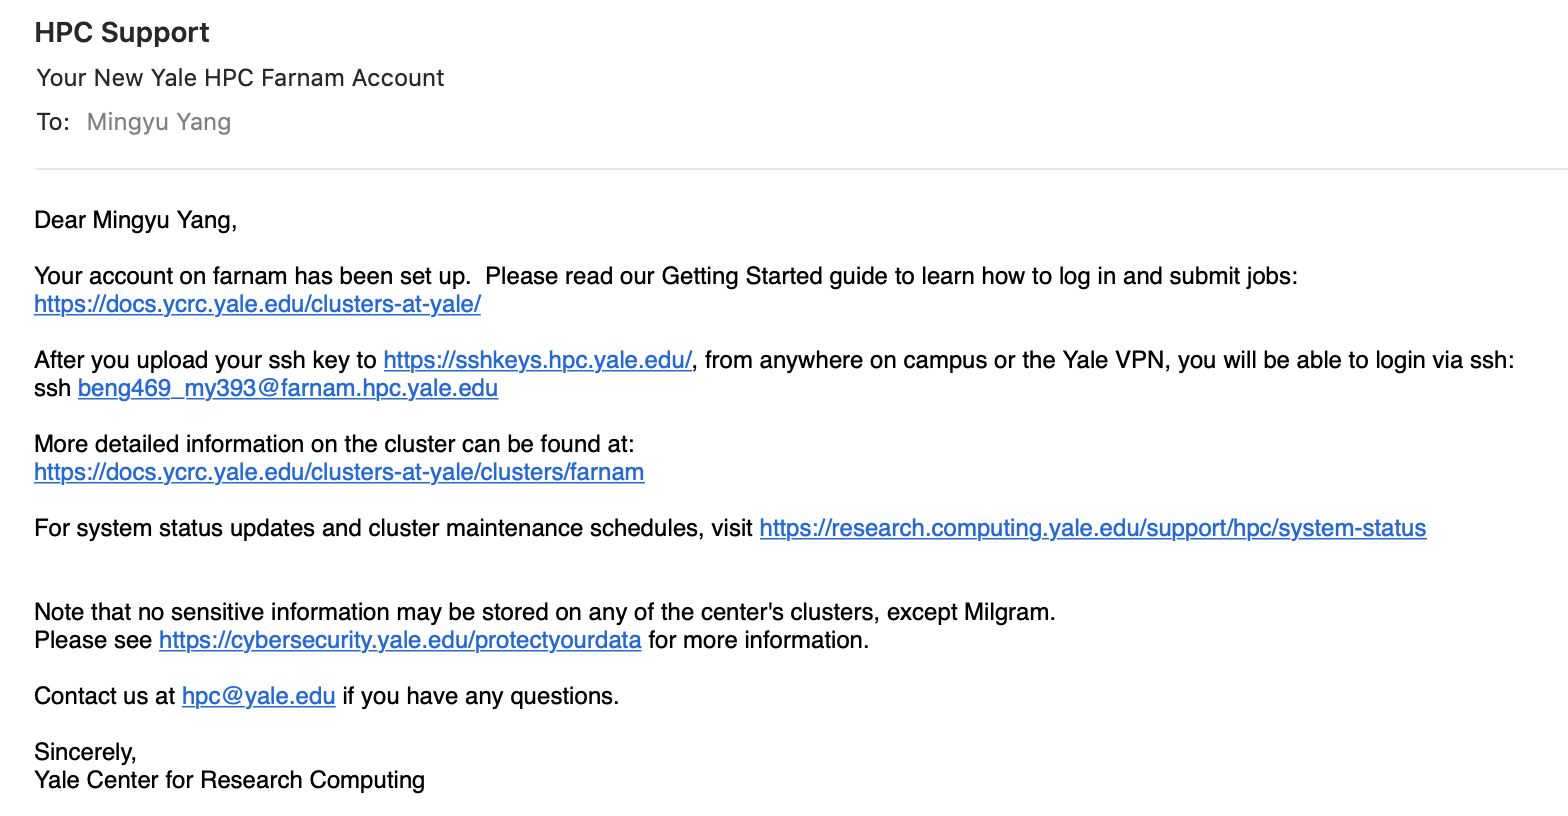 HPC Support
Your New Yale HPC Farnam Account
To: Mingyu Yang
Dear Mingyu Yang,
Your account on farnam has been set up.  Please read our Getting Started guide to learn how to log in and submit jobs:
https://docs.ycrc.yale.edu/clusters-at-yale/
After you upload your ssh key to https://sshkeys.hpc.yale.edu/, from anywhere on campus or the Yale VPN, you will be able to login via ssh:
ssh beng469_my393@farnam.hpc.yale.edu
More detailed information on the cluster can be found at:
https://docs.ycrc.yale.edu/clusters-at-yale/clusters/farnam
For system status updates and cluster maintenance schedules, visit https://research.computing.yale.edu/support/hpc/system-status
Note that no sensitive information may be stored on any of the center's clusters, except Milgram.
Please see https://cybersecurity.yale.edu/protectyourdata for more information.
Contact us at hpc@yale.edu if you have any questions.
Sincerely,
Yale Center for Research Computing